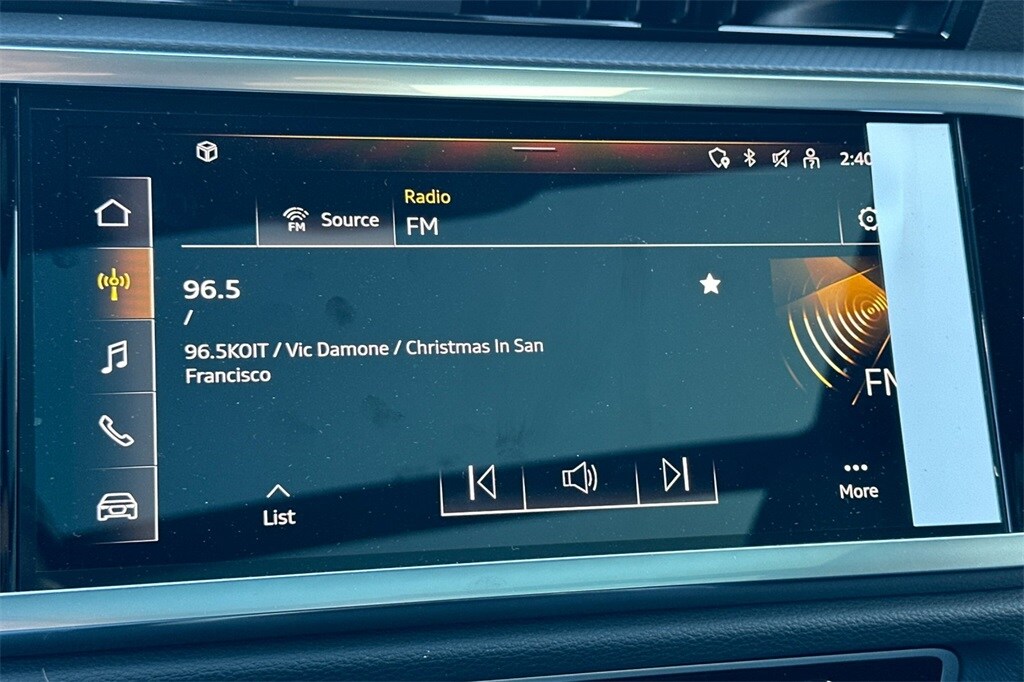 2:40
Radio
FM Source
FM
96.5
/
96.5KOIT / Vic Damone / Christmas In San
Francisco
FM
List
More